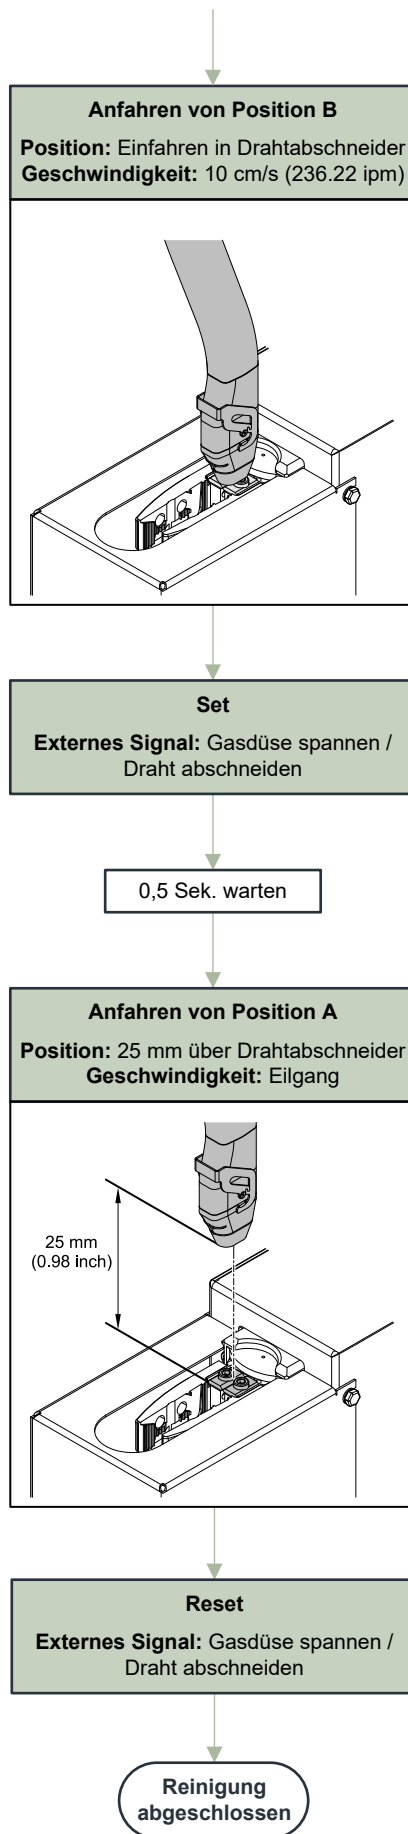 Anfahren von Position B
Position: Einfahren in Drahtabschneider
Geschwindigkeit: 10 cm/s (236.22 ipm)
Set
Externes Signal: Gasdüse spannen /
Draht abschneiden
0,5 Sek. warten
Anfahren von Position A
Position: 25 mm über Drahtabschneider
Geschwindigkeit: Eilgang
25 mm
(0.98 inch)
Reset
Externes Signal: Gasdüse spannen /
Draht abschneiden
Reinigung
abgeschlossen